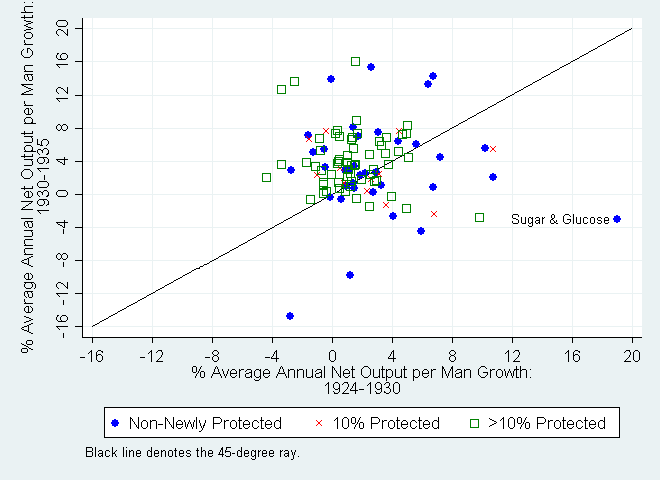 % Average Annual Net Output per Man Growth:
1930-1935
20
16
12
8
4
0
-4
-8
-12
-16
Sugar & Glucose
-16 -12 -8 -4 0 4 8 12 16 20
% Average Annual Net Output per Man Growth:
1924-1930
Non-Newly Protected 10% Protected >10% Protected
Black line denotes the 45-degree ray.